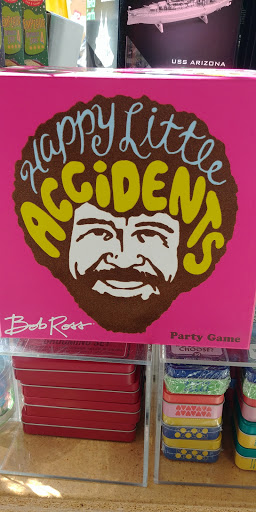 USS ARIZONA
Happy Little
ACCiDENTS
Bob Ross
Party Game